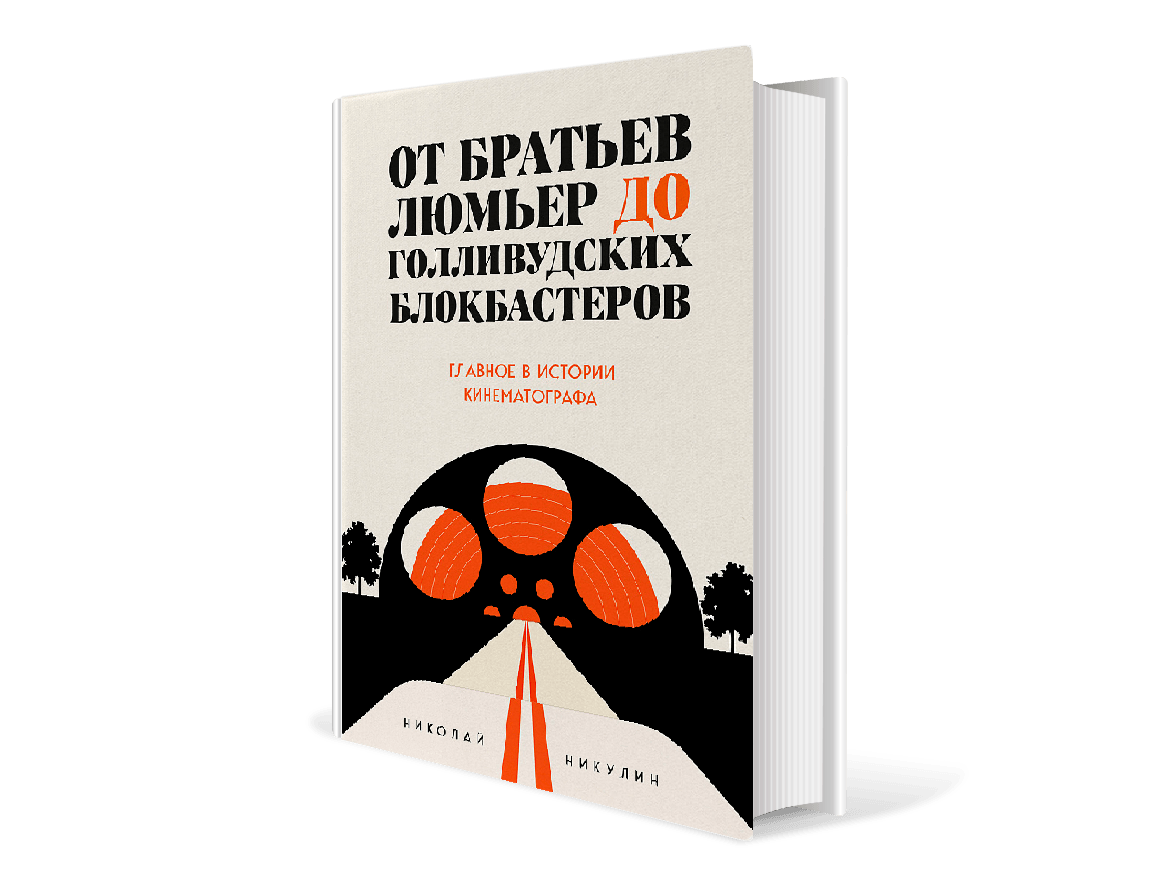 ОТ БРАТЬЕВ
ЛЮМЬЕР ДО
ГОЛЛИВУДСКИХ
БЛОКБАСТЕРОВ
ГЛАВНОЕ В ИСТОРИИ
КИНЕМАТОГРАФА
НИКОЛАЙ
НИКУЛИН